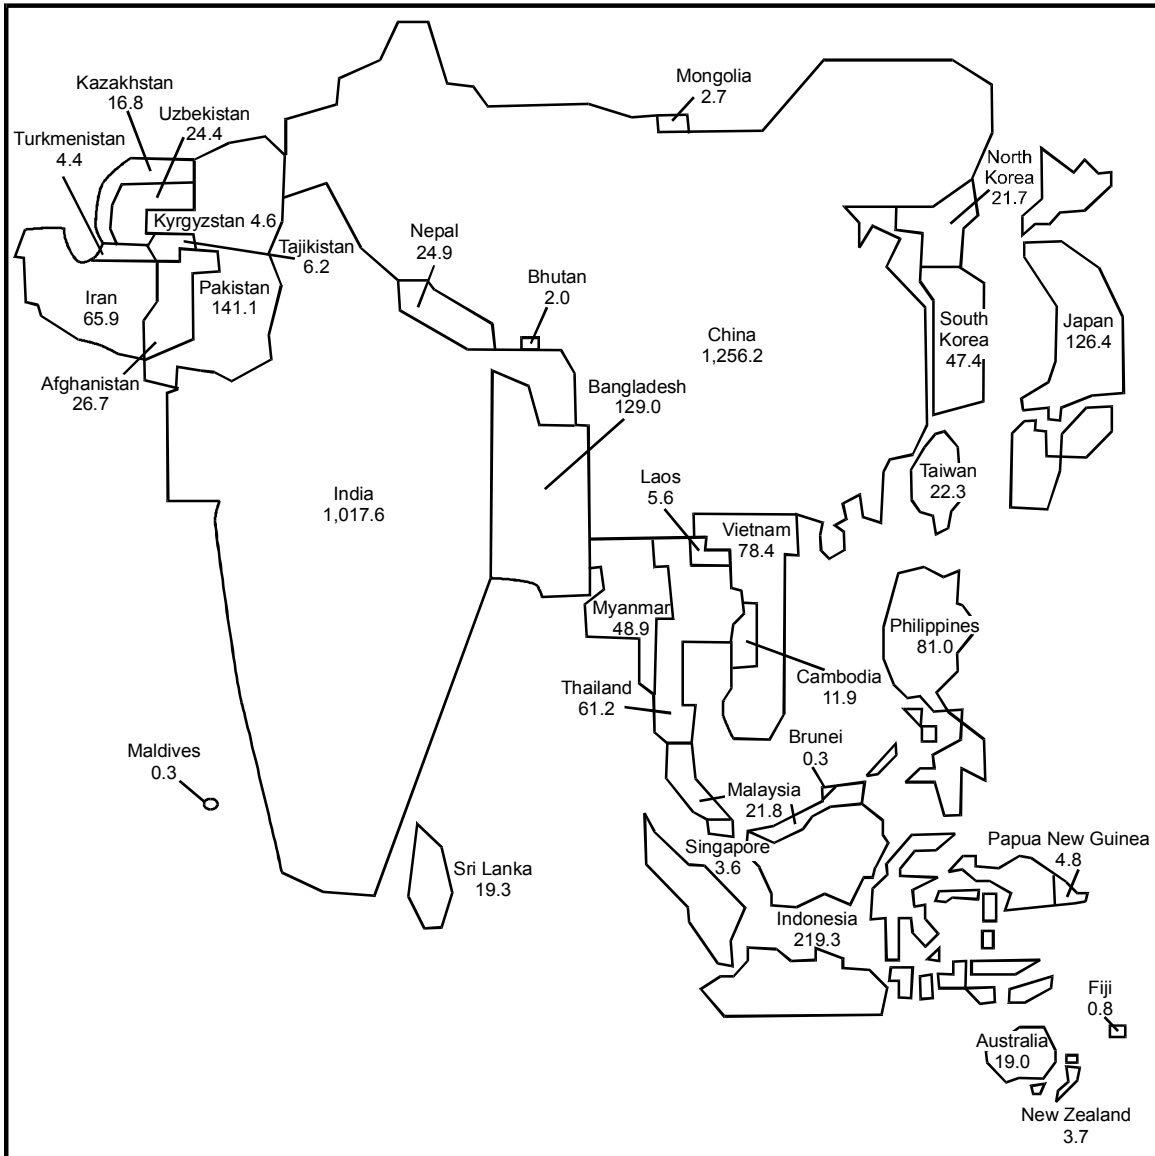 Kazakhstan
16.8
Uzbekistan
24.4
Turkmenistan
4.4
Mongolia
2.7
North
Korea
21.7
Kyrgyzstan 4.6
Tajikistan
6.2
Nepal
24.9
Bhutan
2.0
Iran
65.9
Pakistan
141.1
China
1,256.2
South
Korea
47.4
Japan
126.4
Afghanistan
26.7
Bangladesh
129.0
India
1,017.6
Laos
5.6
Vietnam
78.4
Taiwan
22.3
Myanmar
48.9
Philippines
81.0
Cambodia
11.9
Thailand
61.2
Maldives
0.3
Brunei
0.3
Malaysia
21.8
Singapore
3.6
Sri Lanka
19.3
Papua New Guinea
4.8
Indonesia
219.3
Fiji
0.8
Australia
19.0
New Zealand
3.7